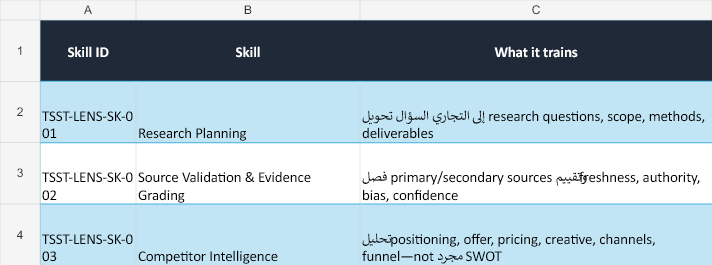 A B C
1 Skill ID Skill What it trains
2 TSST-LENS-SK-0
01 Research Planning تحويل السؤال التجاري إلى research questions, scope, methods,
deliverables
3 TSST-LENS-SK-0
02 Source Validation & Evidence
Grading فصل primary/secondary sources وتقييم freshness, authority,
bias, confidence
4 TSST-LENS-SK-0
03 Competitor Intelligence تحليل positioning, offer, pricing, creative, channels,
funnel—not مجرد SWOT